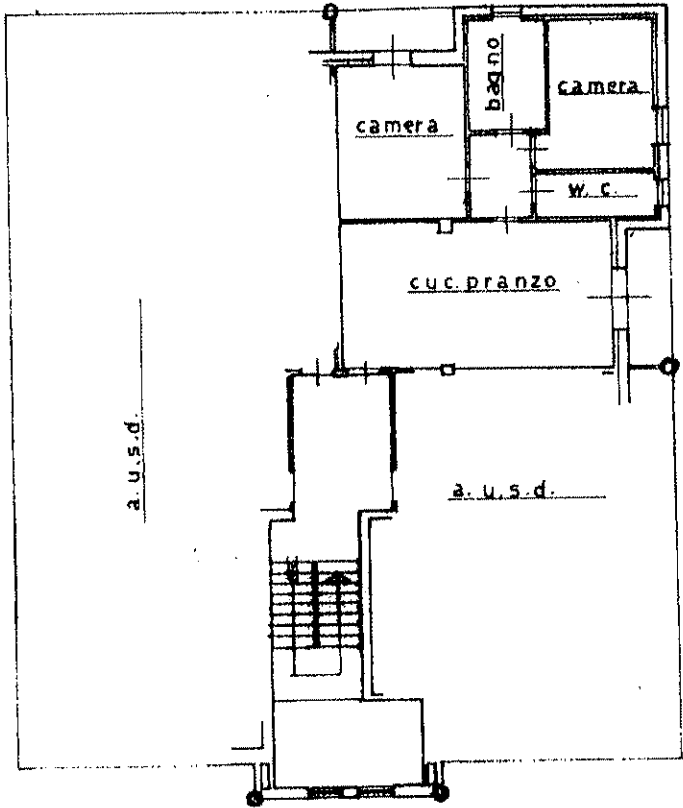 bagno
camera
camera
w. c.
cuc. pranzo
a. u. s. d.
a. u. s. d.